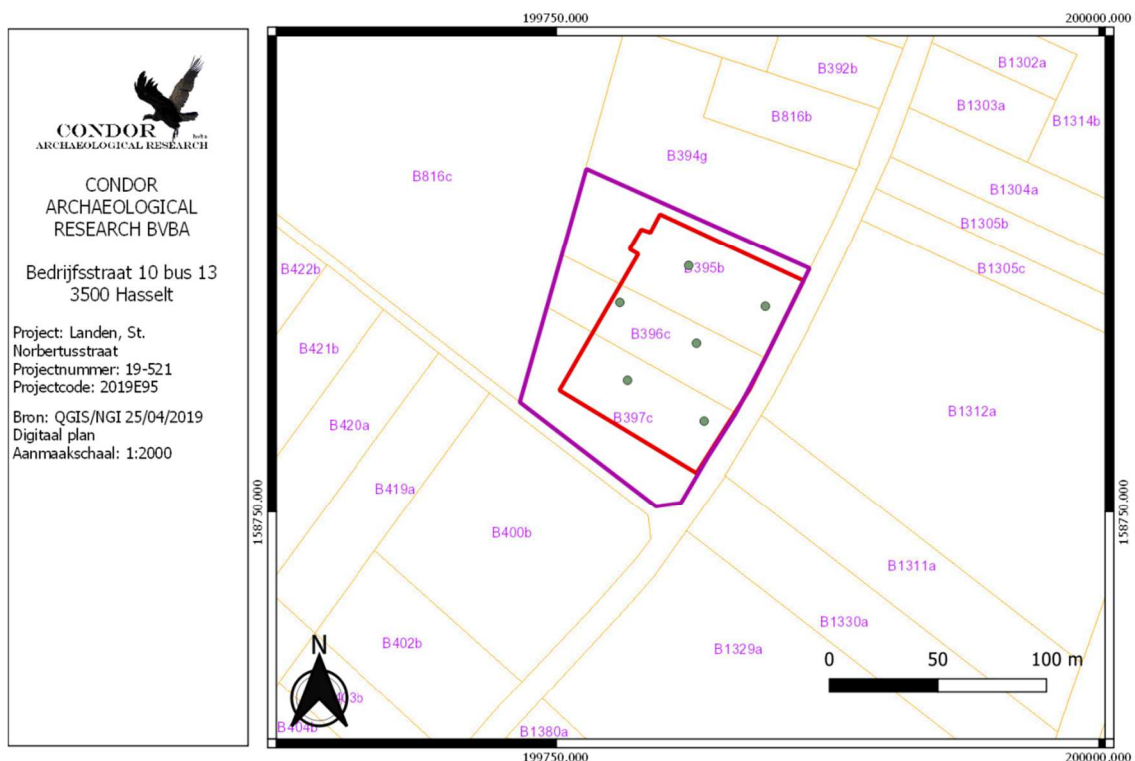 CONDOR bvba
ARCHAEOLOGICAL RESEARCH
CONDOR
ARCHAEOLOGICAL
RESEARCH BVBA
Bedrijfsstraat 10 bus 13
3500 Hasselt
Project: Landen, St.
Norbertusstraat
Projectnummer: 19-521
Projectcode: 2019E95
Bron: QGIS/NGI 25/04/2019
Digitaal plan
Aanmaakschaal: 1:2000
199750.000
200000.000
B392b
B1302a
B816b
B1303a
B1314b
B394g
B816c
B1304a
B1305b
B1305c
B422b
B395b
B421b
B396c
B420a
B397c
B1312a
158750.000
158750.000
B419a
B400b
B1311a
B1330a
B402b
B1329a
N
403b
B404b
B1380a
0
50
100 m
199750.000
200000.000